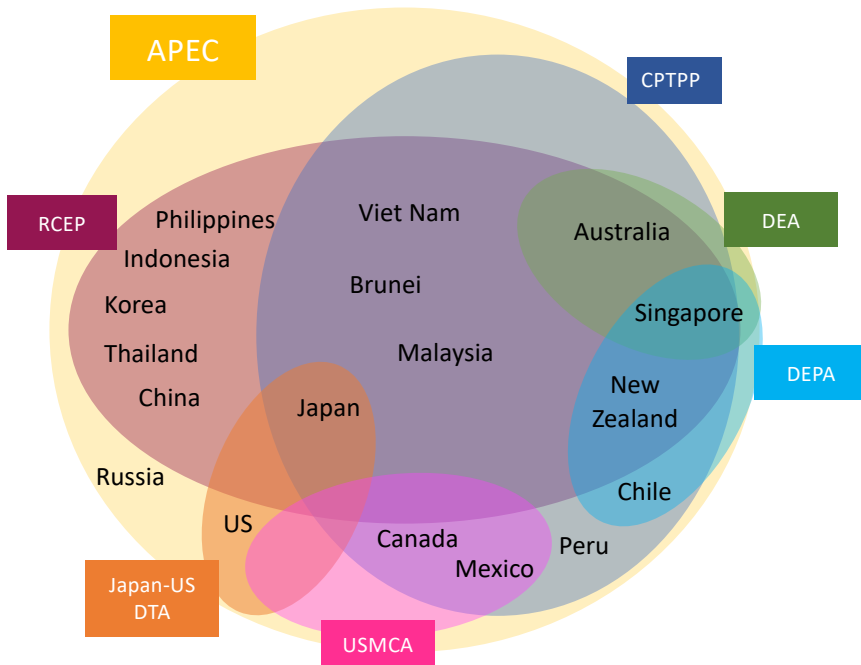 APEC
CPTPP
RCEP
Philippines
Viet Nam
Australia
DEA
Indonesia
Brunei
Korea
Singapore
Thailand
Malaysia
DEPA
China
Japan
New
Zealand
Russia
Chile
US
Canada
Peru
Mexico
Japan-US
DTA
USMCA